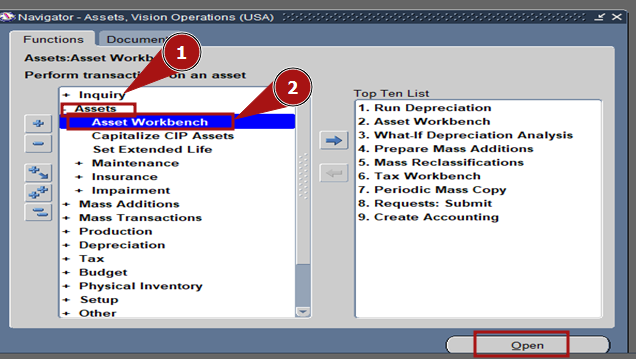 Navigator - Assets, Vision Operations (USA)
Functions
Documen
Assets:Asset Workb
Perform transactions on an asset
1
2
+ Inquiry
- Assets
Asset Workbench
Capitalize CIP Assets
Set Extended Life
+ Maintenance
+ Insurance
+ Impairment
+ Mass Additions
+ Mass Transactions
+ Production
+ Depreciation
+ Tax
+ Budget
+ Physical Inventory
+ Setup
+ Other
Top Ten List
1. Run Depreciation
2. Asset Workbench
3. What-If Depreciation Analysis
4. Prepare Mass Additions
5. Mass Reclassifications
6. Tax Workbench
7. Periodic Mass Copy
8. Requests: Submit
9. Create Accounting
Open